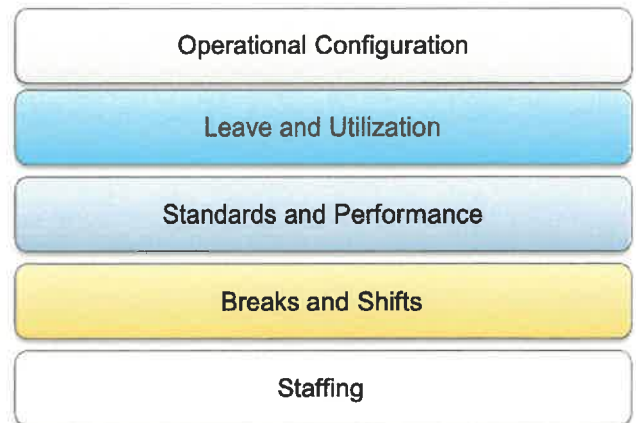 Operational Configuration
Leave and Utilization
Standards and Performance
Breaks and Shifts
Staffing